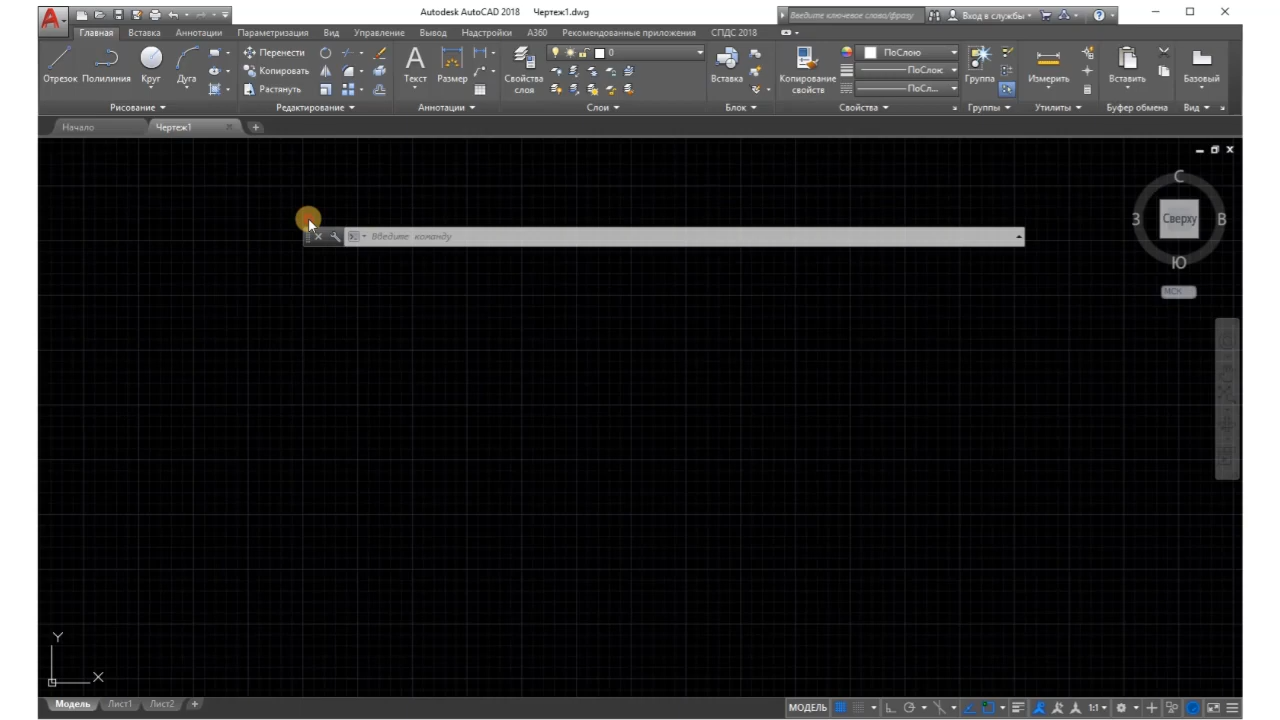 Autodesk AutoCAD 2018 Чертеж1.dwg
Введите ключевое слово/фразу
Вход в службы
Главная Вставка Аннотации Параметризация Вид Управление Вывод Надстройки A360 Рекомендованные приложения СПДС 2018
Отрезок Полилиния Круг Дуга
Перенести
Копировать
Растянуть
Текст Размер
Свойства
слоя
0
Вставка
Копирование
свойств
ПоСлою
ПоСлок
ПоСл...
Группа
Измерить
Вставить
Базовый
Рисование Редактирование Аннотации Слои Блок Свойства Группы Утилиты Буфер обмена Вид
Начало Чертеж1
С
З Сверху В
Ю
МСК
Введите команду
Y
X
Модель Лист1 Лист2
МОДЕЛЬ 1:1